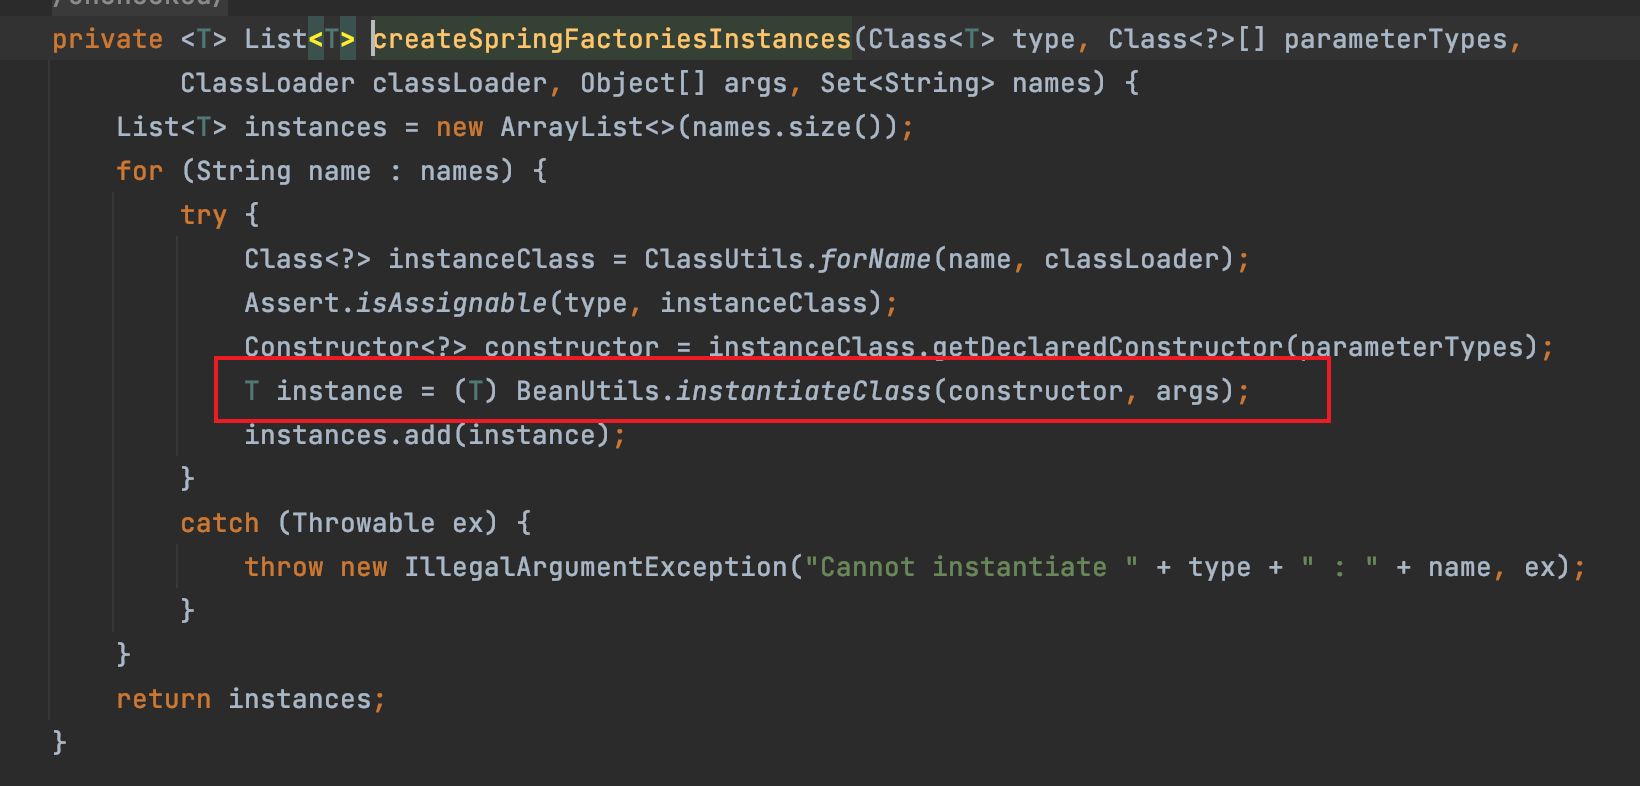 private <T> List<T> createSpringFactoriesInstances(Class<T> type, Class<?>[] parameterTypes,
        ClassLoader classLoader, Object[] args, Set<String> names) {
    List<T> instances = new ArrayList<>(names.size());
    for (String name : names) {
        try {
            Class<?> instanceClass = ClassUtils.forName(name, classLoader);
            Assert.isAssignable(type, instanceClass);
            Constructor<?> constructor = instanceClass.getDeclaredConstructor(parameterTypes);
            T instance = (T) BeanUtils.instantiateClass(constructor, args);
            instances.add(instance);
        }
        catch (Throwable ex) {
            throw new IllegalArgumentException("Cannot instantiate " + type + " : " + name, ex);
        }
    }
    return instances;
}